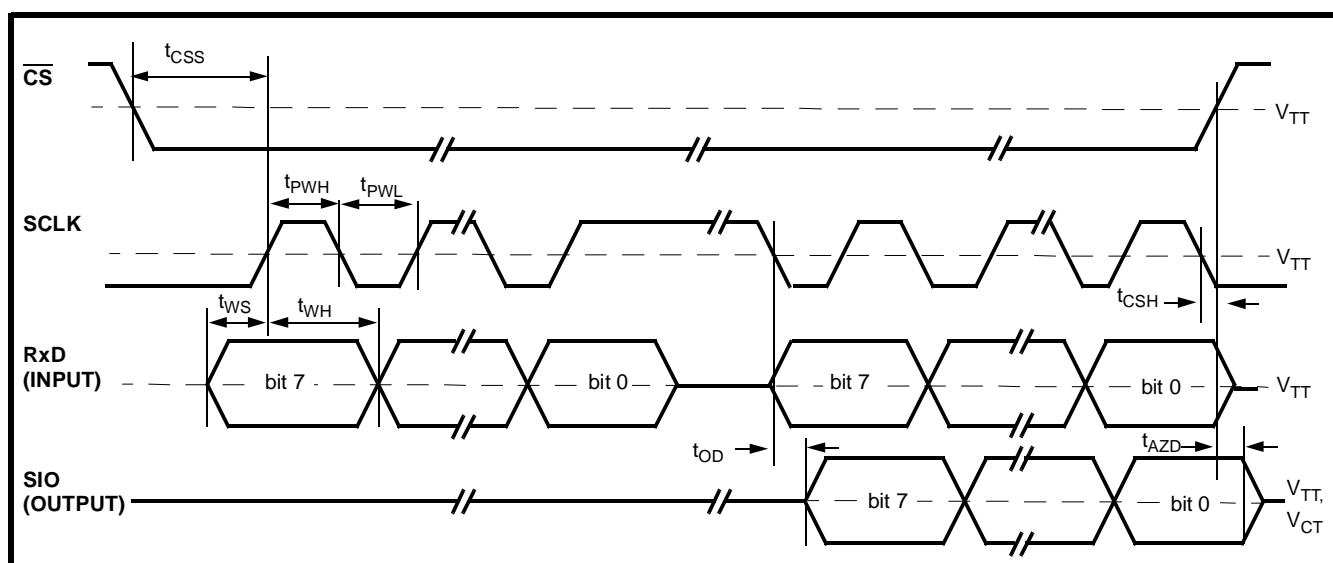 tCSS
CS
VTT
tPWH
tPWL
SCLK
VTT
tCSH
tWS
tWH
RxD
(INPUT)
bit 7
bit 0
bit 7
bit 0
VTT
tOD
tAZD
SIO
(OUTPUT)
bit 7
bit 0
VTT,
VCT